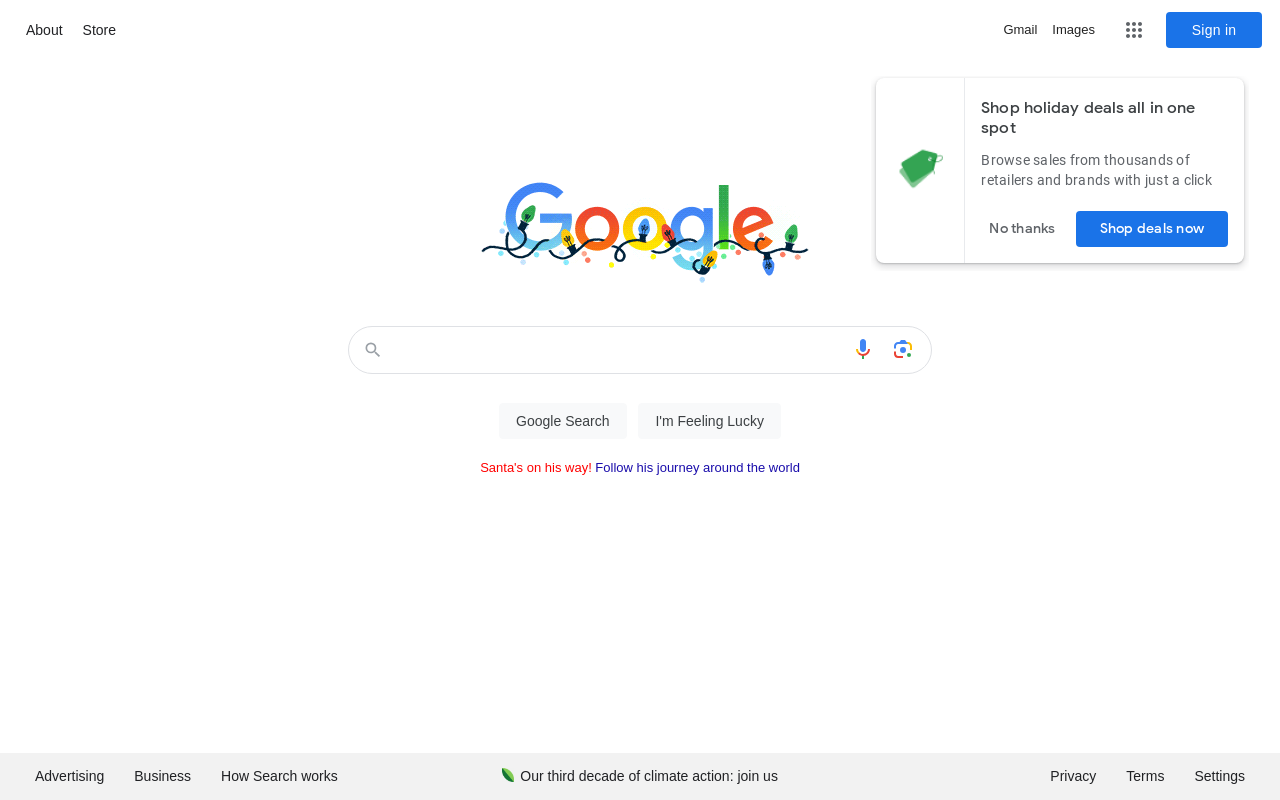 About Store
Gmail Images
Sign in
Shop holiday deals all in one
spot
Browse sales from thousands of
retailers and brands with just a click
No thanks
Shop deals now
Google
Google Search
I'm Feeling Lucky
Santa's on his way! Follow his journey around the world
Advertising Business How Search works
Our third decade of climate action: join us
Privacy Terms Settings